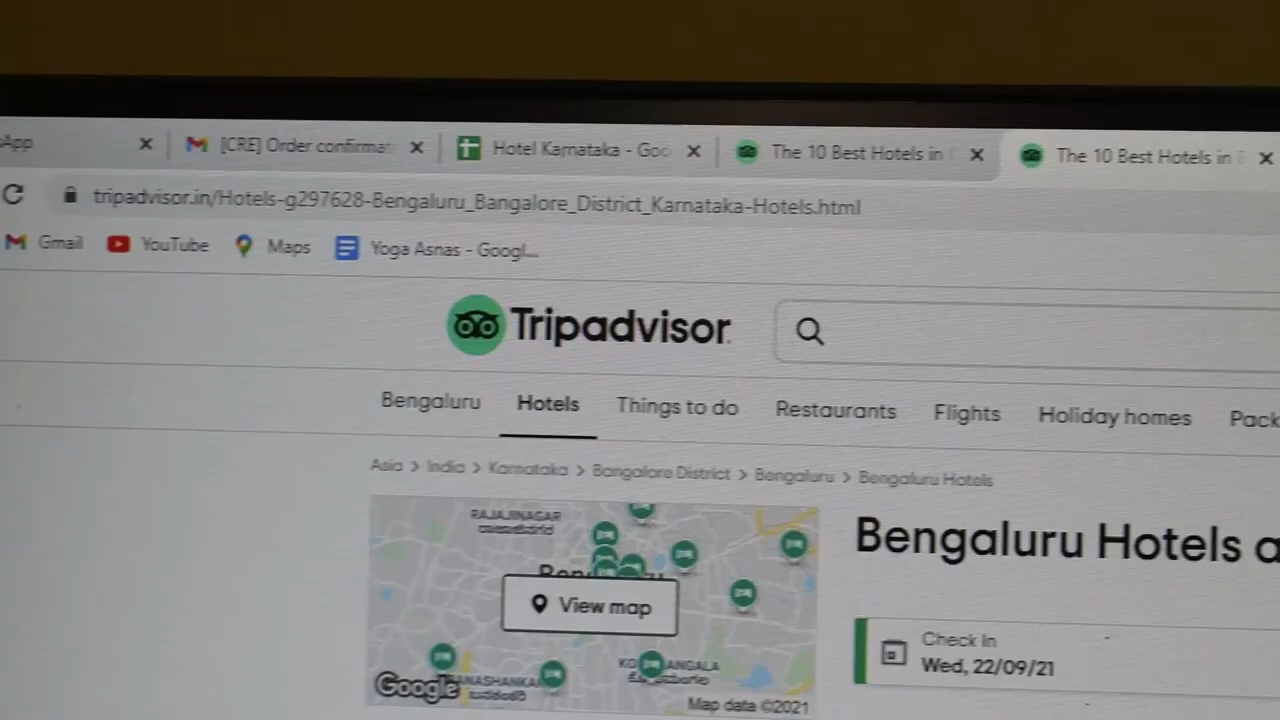 sApp
[CRE] Order confirmat
Hotel Karnataka - Goo
The 10 Best Hotels in
The 10 Best Hotels in
tripadvisor.in/Hotels-g297628-Bengaluru_Bangalore_District_Karnataka-Hotels.html
Gmail YouTube Maps Yoga Asnas - Googl...
Tripadvisor
Bengaluru Hotels Things to do Restaurants Flights Holiday homes Pack
Asia > India > Karnataka > Bangalore District > Bengaluru > Bengaluru Hotels
RAJAJINAGAR
View map
ANASHANKA
ANGALA
Google
Map data ©2021
Bengaluru Hotels a
Check In
Wed, 22/09/21